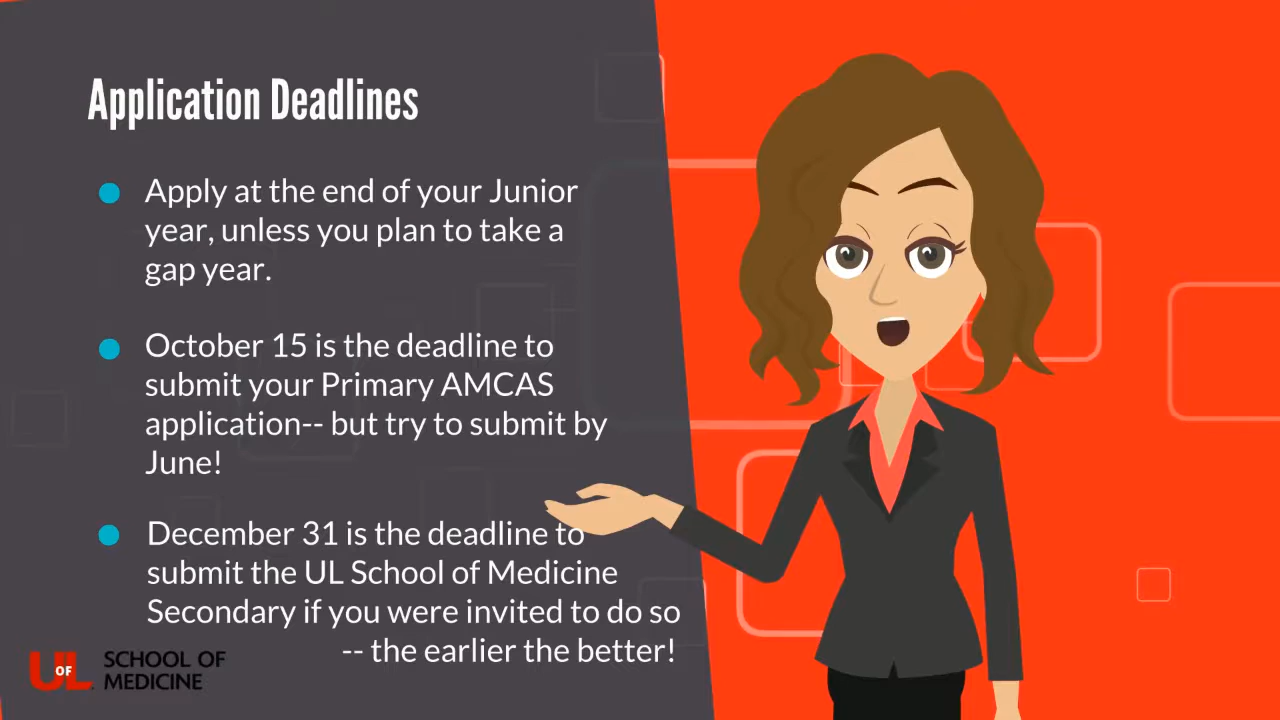 Application Deadlines
Apply at the end of your Junior
year, unless you plan to take a
gap year.
October 15 is the deadline to
submit your Primary AMCAS
application-- but try to submit by
June!
December 31 is the deadline to
submit the UL School of Medicine
Secondary if you were invited to do so
-- the earlier the better!
UofL SCHOOL OF
MEDICINE